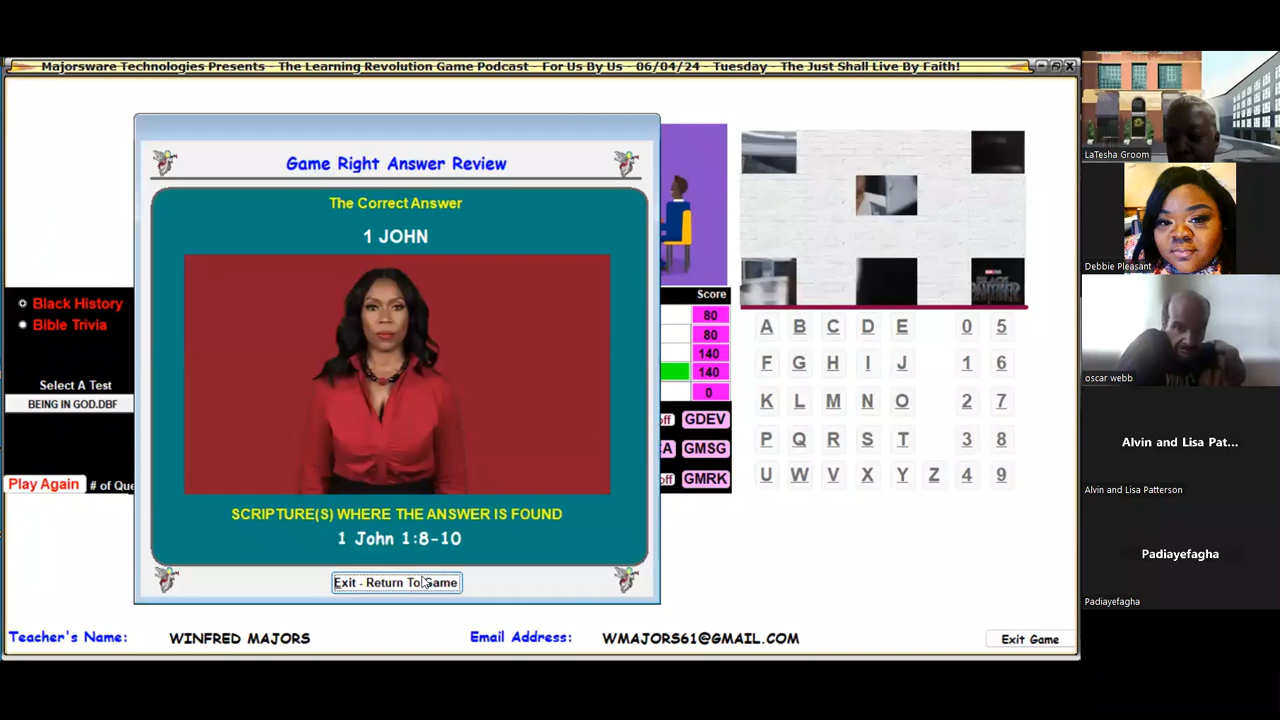 Majorsware Technologies Presents - The Learning Revolution Game Podcast - For Us By Us - 06/04/24 - Tuesday - The Just Shall Live By Faith!
Game Right Answer Review
The Correct Answer
1 JOHN
SCRIPTURE(S) WHERE THE ANSWER IS FOUND
1 John 1:8-10
Exit - Return To Game
Black History
Bible Trivia
Select A Test
BEING IN GOD.DBF
Play Again # of Que
Score
80
80
140
140
0
off GDEV
A GMSG
off GMRK
BLACK PANTHER
A B C D E 0 5
F G H I J 1 6
K L M N O 2 7
P Q R S T 3 8
U W V X Y Z 4 9
Teacher's Name: WINFRED MAJORS Email Address: WMAJORS61@GMAIL.COM
Exit Game
LaTesha Groom
Debbie Pleasant
oscar webb
Alvin and Lisa Pat...
Alvin and Lisa Patterson
Padiayefagha
Padiayefagha